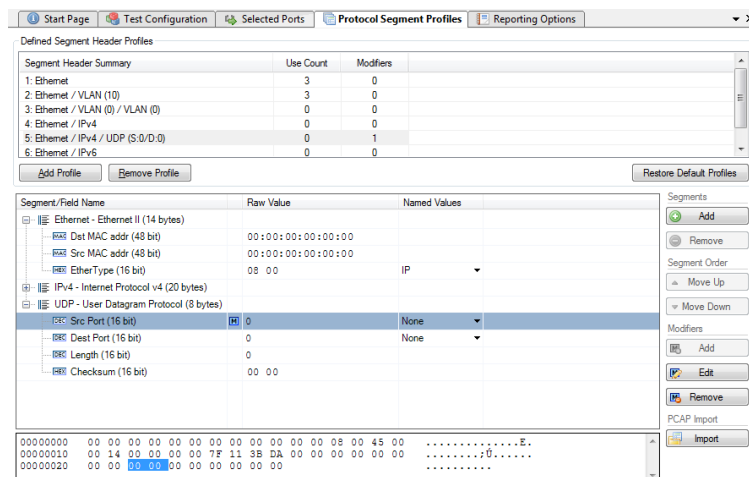 Start Page Test Configuration Selected Ports Protocol Segment Profiles Reporting Options
Defined Segment Header Profiles
Segment Header Summary Use Count Modifiers
1: Ethernet 3 0
2: Ethernet / VLAN (10) 3 0
3: Ethernet / VLAN (0) / VLAN (0) 0 0
4: Ethernet / IPv4 0 0
5: Ethernet / IPv4 / UDP (S:0/D:0) 0 1
6: Ethernet / IPv6 0 0
Add Profile Remove Profile Restore Default Profiles
Segment/Field Name Raw Value Named Values Segments
Ethernet - Ethernet II (14 bytes) Add
MAC Dst MAC addr (48 bit) 00:00:00:00:00:00
MAC Src MAC addr (48 bit) 00:00:00:00:00:00 Remove
HEX EtherType (16 bit) 08 00 IP Segment Order
IPv4 - Internet Protocol v4 (20 bytes) Move Up
UDP - User Datagram Protocol (8 bytes) Move Down
DEC Src Port (16 bit) M 0 None
DEC Dest Port (16 bit) 0 None Modifiers
DEC Length (16 bit) 0 Add
HEX Checksum (16 bit) 00 00 Edit
Remove
PCAP Import
Import
00000000 00 00 00 00 00 00 00 00 00 00 00 00 08 00 45 00 ..............E.
00000010 00 14 00 00 00 00 7F 11 3B DA 00 00 00 00 00 00 ........;Ú......
00000020 00 00 00 00 00 00 00 00 00 00 ..........